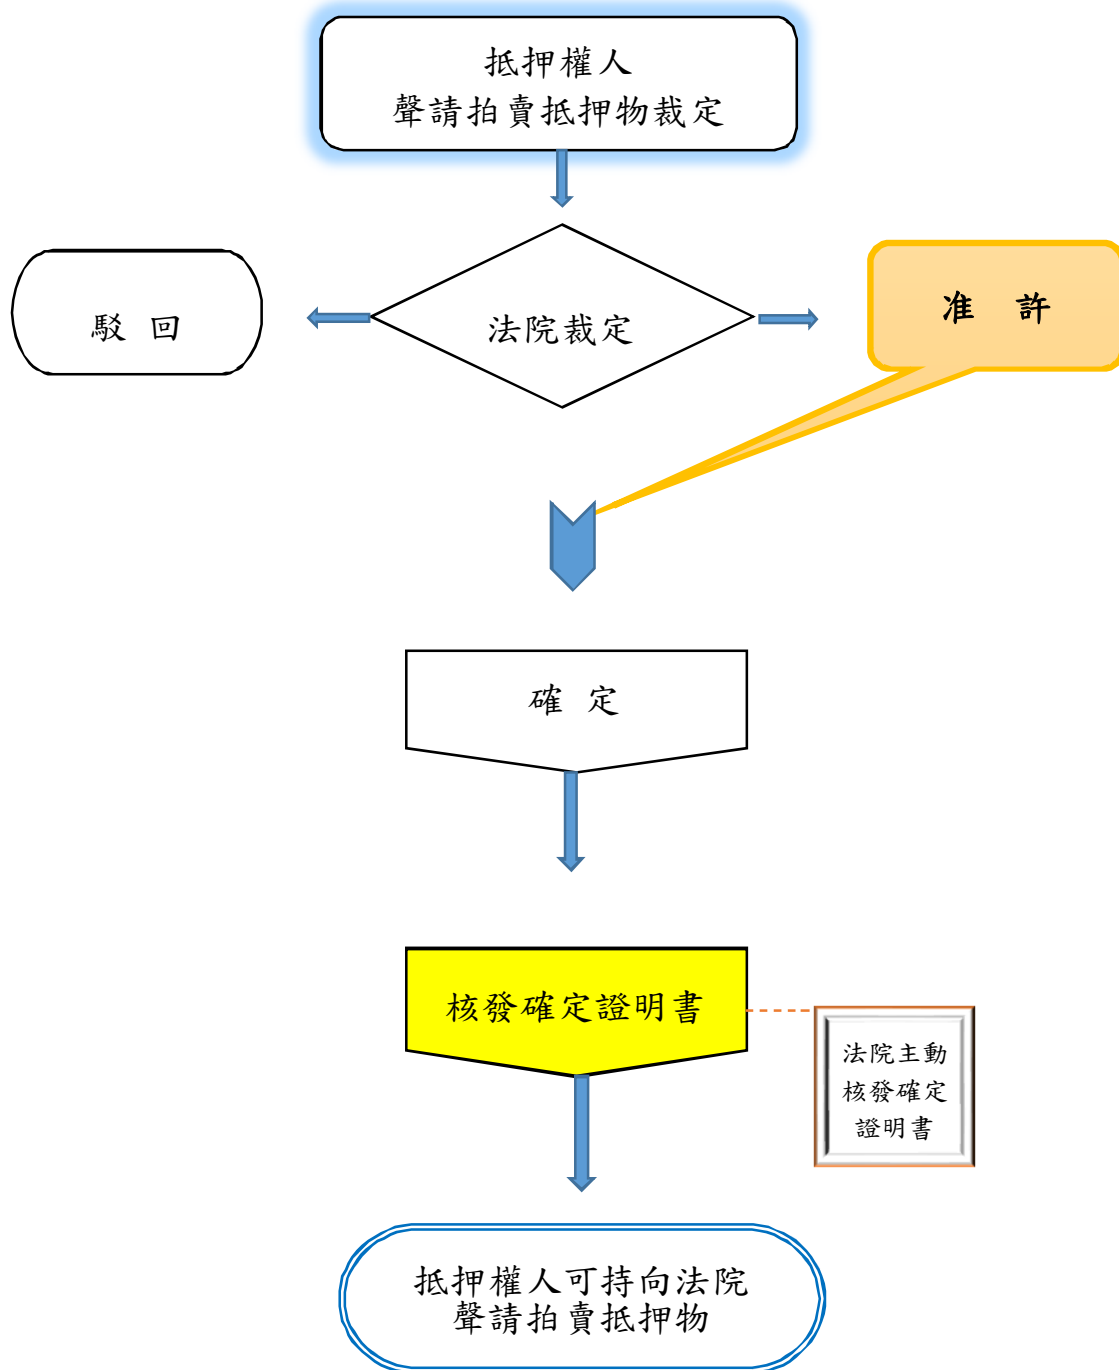 抵押權人
聲請拍賣抵押物裁定
駁 回
法院裁定
准 許
確 定
核發確定證明書
法院主動
核發確定
證明書
抵押權人可持向法院
聲請拍賣抵押物